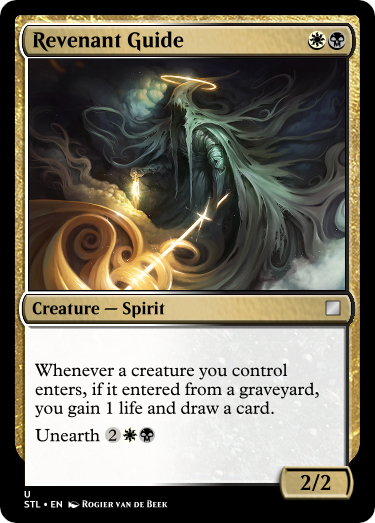 Revenant Guide
Creature — Spirit
Whenever a creature you control
enters, if it entered from a graveyard,
you gain 1 life and draw a card.
Unearth 2
2/2
U
STL • EN Rogier van de Beek